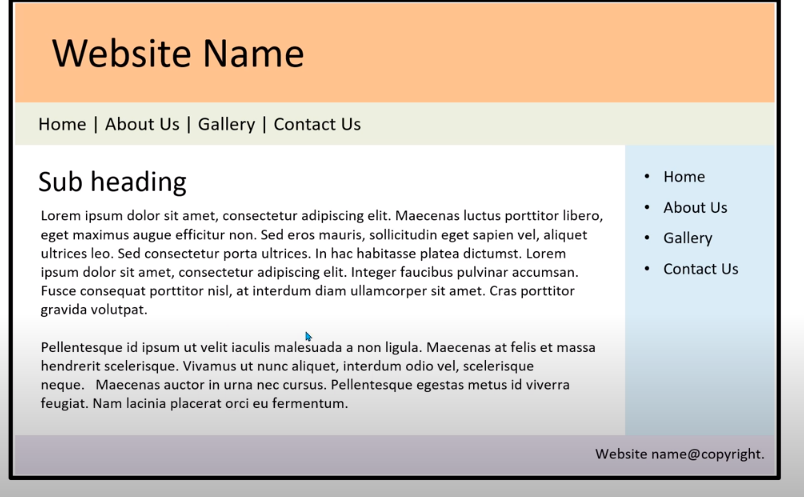 Website Name
Home | About Us | Gallery | Contact Us
Sub heading
Lorem ipsum dolor sit amet, consectetur adipiscing elit. Maecenas luctus porttitor libero,
eget maximus augue efficitur non. Sed eros mauris, sollicitudin eget sapien vel, aliquet
ultrices leo. Sed consectetur porta ultrices. In hac habitasse platea dictumst. Lorem
ipsum dolor sit amet, consectetur adipiscing elit. Integer faucibus pulvinar accumsan.
Fusce consequat porttitor nisl, at interdum diam ullamcorper sit amet. Cras porttitor
gravida volutpat.
Pellentesque id ipsum ut velit iaculis malesuada a non ligula. Maecenas at felis et massa
hendrerit scelerisque. Vivamus ut nunc aliquet, interdum odio vel, scelerisque
neque.   Maecenas auctor in urna nec cursus. Pellentesque egestas metus id viverra
feugiat. Nam lacinia placerat orci eu fermentum.
• Home
• About Us
• Gallery
• Contact Us
Website name@copyright.